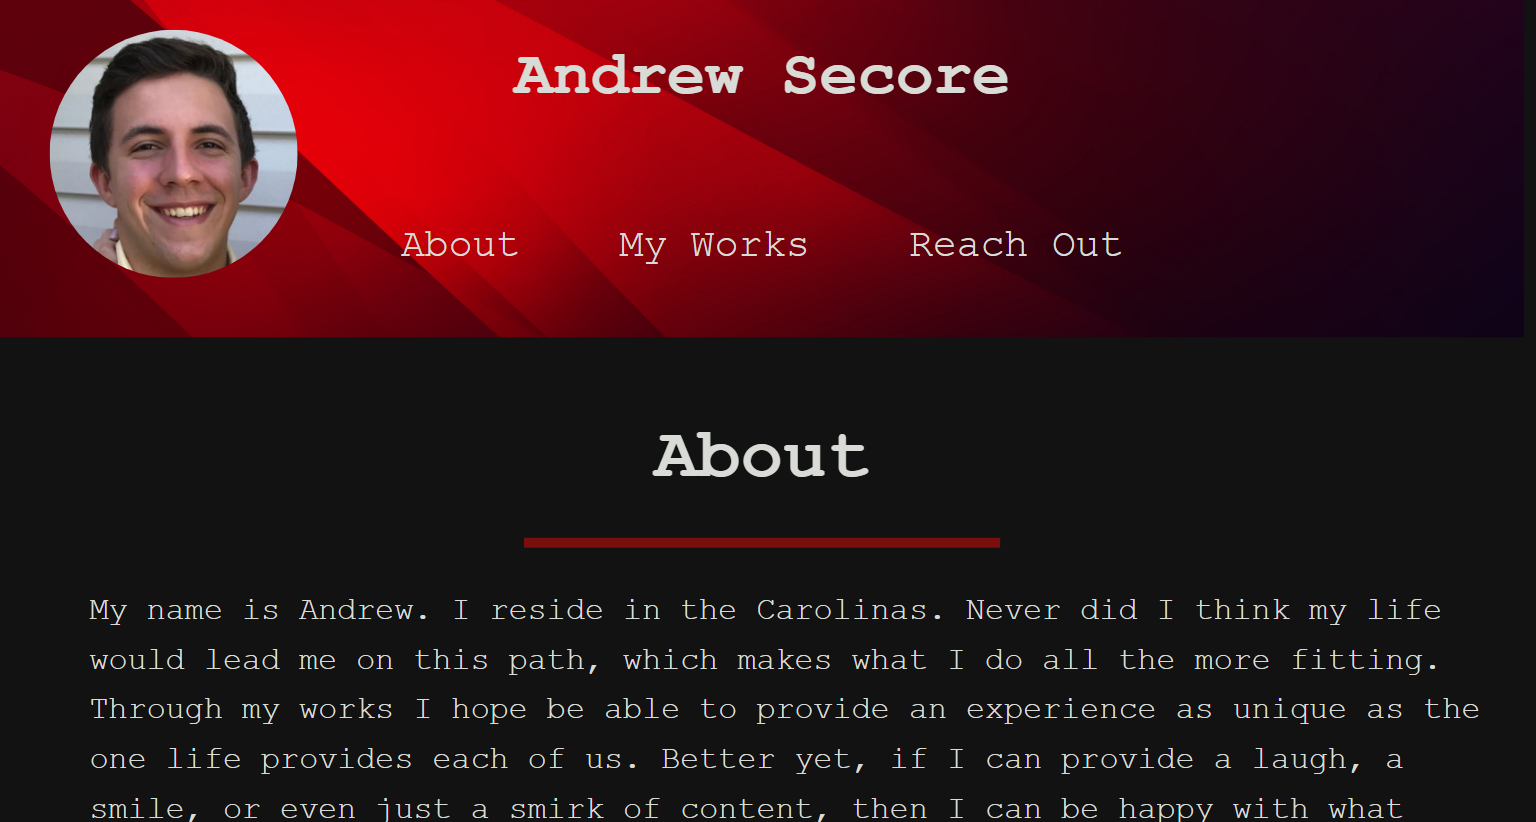 Andrew Secore
About My Works Reach Out
About
My name is Andrew. I reside in the Carolinas. Never did I think my life
would lead me on this path, which makes what I do all the more fitting.
Through my works I hope be able to provide an experience as unique as the
one life provides each of us. Better yet, if I can provide a laugh, a
smile, or even just a smirk of content, then I can be happy with what